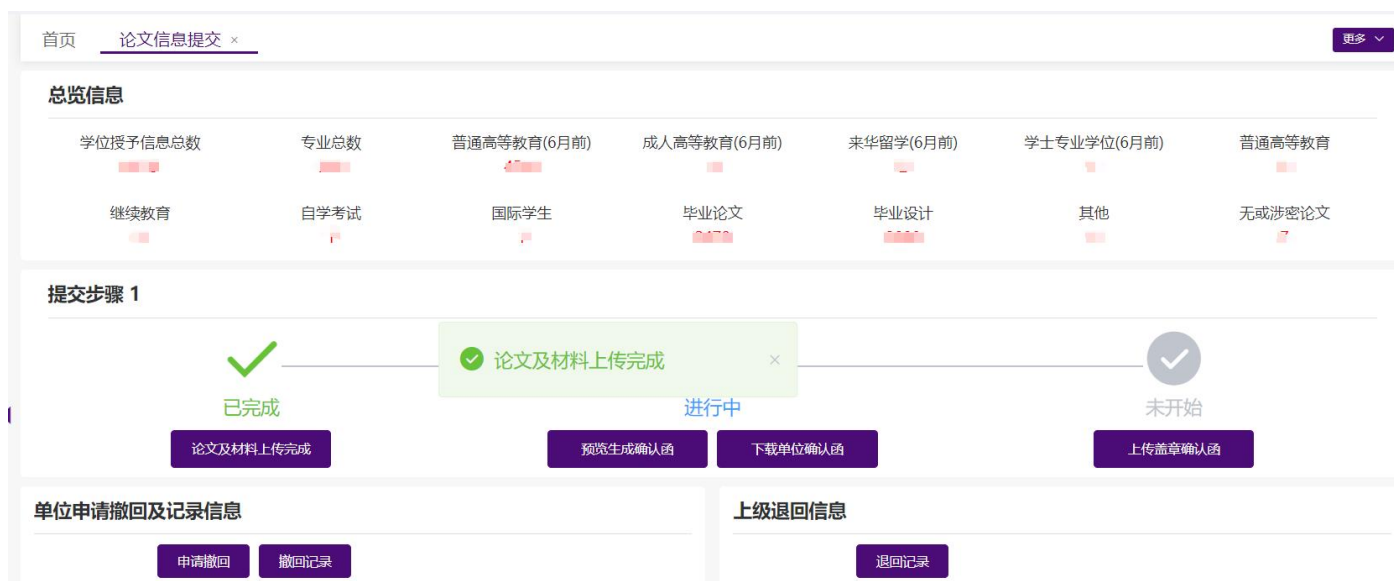 首页 论文信息提交 × 更多
总览信息
学位授予信息总数 专业总数 普通高等教育(6月前) 成人高等教育(6月前) 来华留学(6月前) 学士专业学位(6月前) 普通高等教育
继续教育 自学考试 国际学生 毕业论文 毕业设计 其他 无或涉密论文
提交步骤 1
论文及材料上传完成 ×
已完成 进行中 未开始
论文及材料上传完成 预览生成确认函 下载单位确认函 上传盖章确认函
单位申请撤回及记录信息 上级退回信息
申请撤回 撤回记录 退回记录